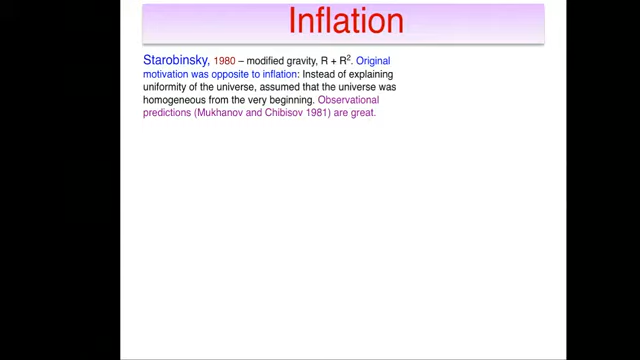 Inflation
Starobinsky, 1980 – modified gravity, R + R². Original
motivation was opposite to inflation: Instead of explaining
uniformity of the universe, assumed that the universe was
homogeneous from the very beginning. Observational
predictions (Mukhanov and Chibisov 1981) are great.